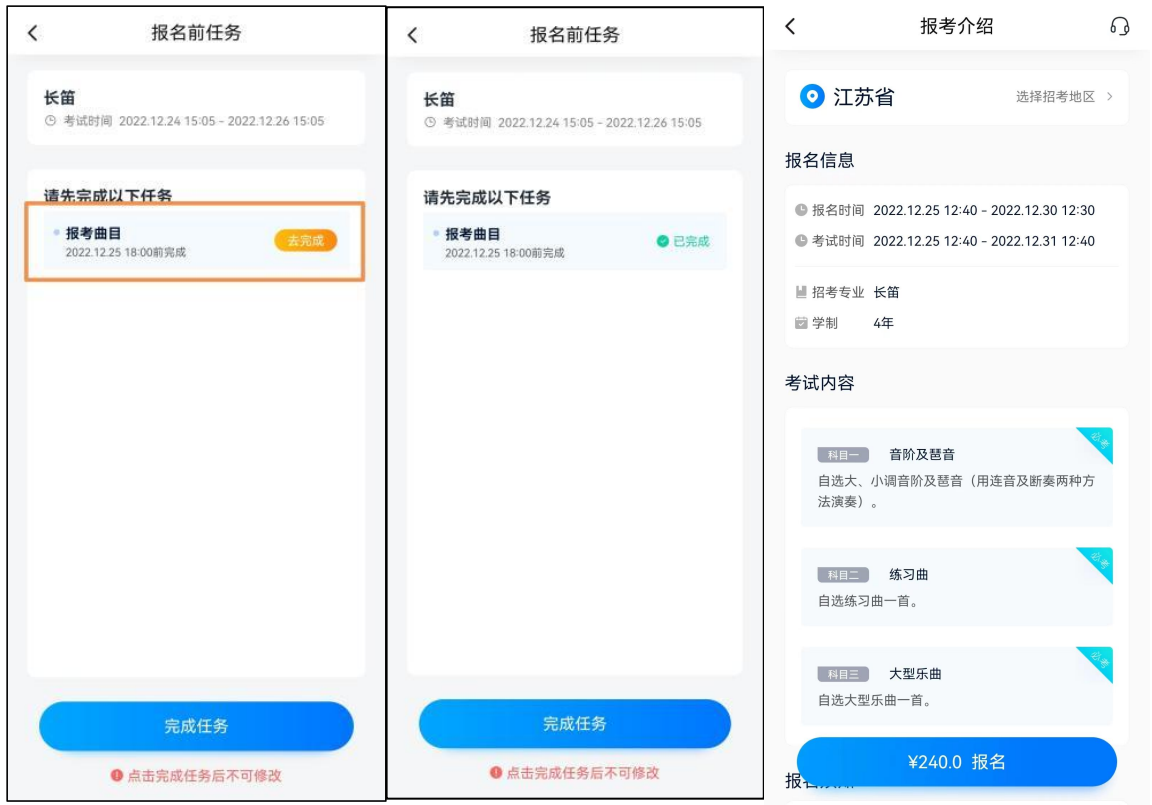 报名前任务
长笛
考试时间 2022.12.24 15:05 - 2022.12.26 15:05
请先完成以下任务
报考曲目
去完成
2022.12.25 18:00前完成
完成任务
点击完成任务后不可修改
报名前任务
长笛
考试时间 2022.12.24 15:05 - 2022.12.26 15:05
请先完成以下任务
报考曲目
已完成
2022.12.25 18:00前完成
完成任务
点击完成任务后不可修改
报考介绍
江苏省
选择招考地区
报名信息
报名时间 2022.12.25 12:40 - 2022.12.30 12:30
考试时间 2022.12.25 12:40 - 2022.12.31 12:40
招考专业 长笛
学制 4年
考试内容
必考
科目一 音阶及琶音
自选大、小调音阶及琶音（用连音及断奏两种方
法演奏）。
必考
科目二 练习曲
自选练习曲一首。
必考
科目三 大型乐曲
自选大型乐曲一首。
¥240.0 报名